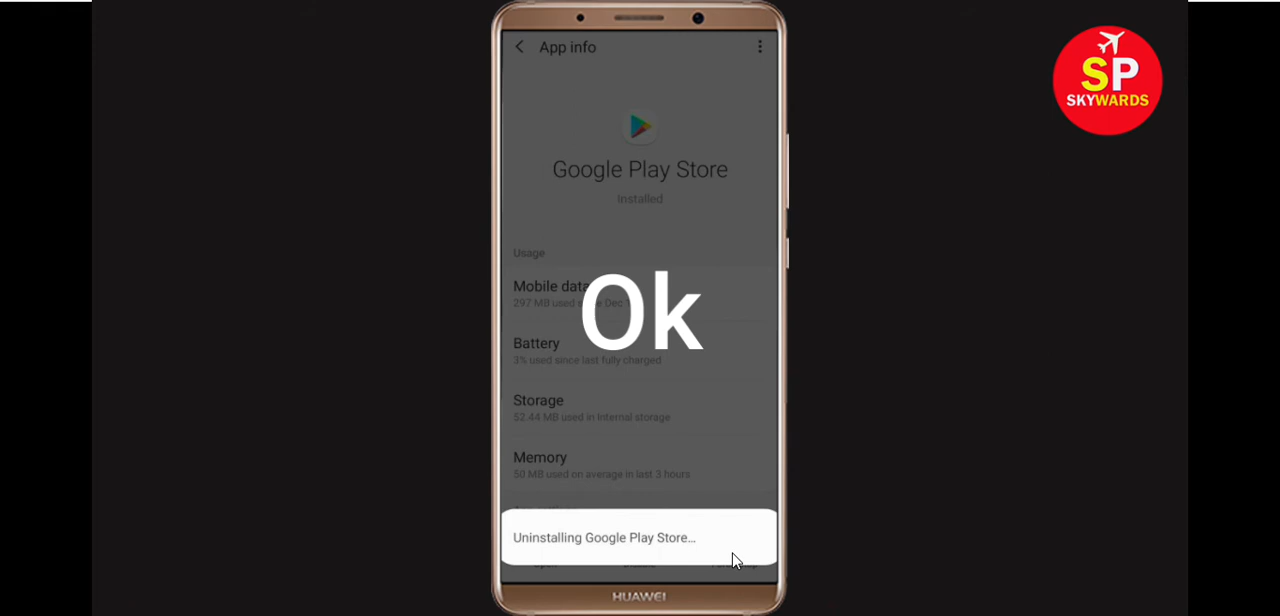 App info
SP
SKYWARDS
Google Play Store
Installed
Usage
Mobile data
297 MB used
Dec
Ok
Battery
3% used since last fully charged
Storage
52.44 MB used in Internal storage
Memory
50 MB used on average in last 3 hours
Uninstalling Google Play Store...
HUAWEI